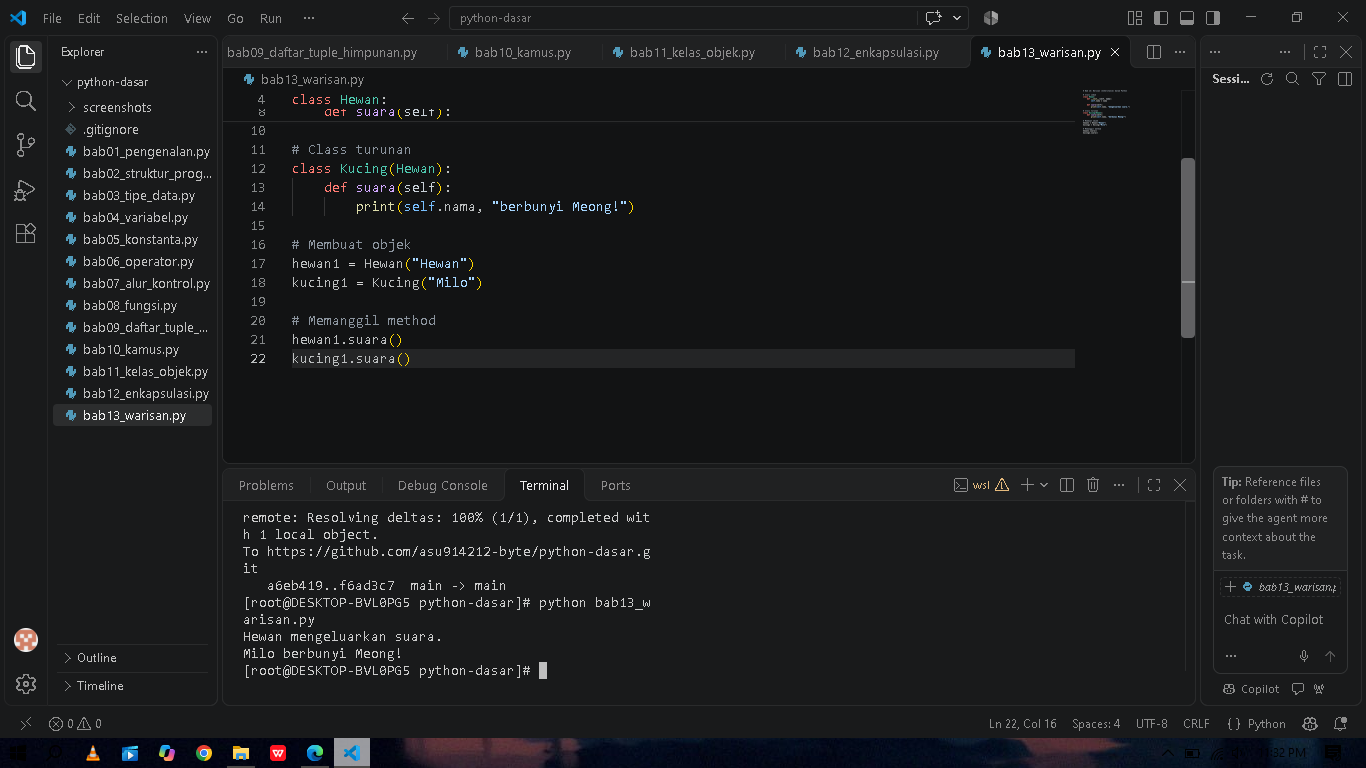 File Edit Selection View Go Run ···
python-dasar
Explorer ···
python-dasar
screenshots
.gitignore
bab01_pengenalan.py
bab02_struktur_prog...
bab03_tipe_data.py
bab04_variabel.py
bab05_konstanta.py
bab06_operator.py
bab07_alur_kontrol.py
bab08_fungsi.py
bab09_daftar_tuple_...
bab10_kamus.py
bab11_kelas_objek.py
bab12_enkapsulasi.py
bab13_warisan.py
Outline
Timeline
bab09_daftar_tuple_himpunan.py bab10_kamus.py bab11_kelas_objek.py bab12_enkapsulasi.py bab13_warisan.py
bab13_warisan.py
4 class Hewan:
8 def suara(self):
10
11 # Class turunan
12 class Kucing(Hewan):
13 def suara(self):
14 print(self.nama, "berbunyi Meong!")
15
16 # Membuat objek
17 hewan1 = Hewan("Hewan")
18 kucing1 = Kucing("Milo")
19
20 # Memanggil method
21 hewan1.suara()
22 kucing1.suara()
Problems Output Debug Console Terminal Ports
wsl
remote: Resolving deltas: 100% (1/1), completed wit
h 1 local object.
To https://github.com/asu914212-byte/python-dasar.g
it
a6eb419..f6ad3c7 main -> main
[root@DESKTOP-BVL0PG5 python-dasar]# python bab13_w
arisan.py
Hewan mengeluarkan suara.
Milo berbunyi Meong!
[root@DESKTOP-BVL0PG5 python-dasar]#
Sessi...
Tip: Reference files
or folders with # to
give the agent more
context about the
task.
bab13_warisan.p
Chat with Copilot
Copilot
0 0
Ln 22, Col 16 Spaces: 4 UTF-8 CRLF {} Python